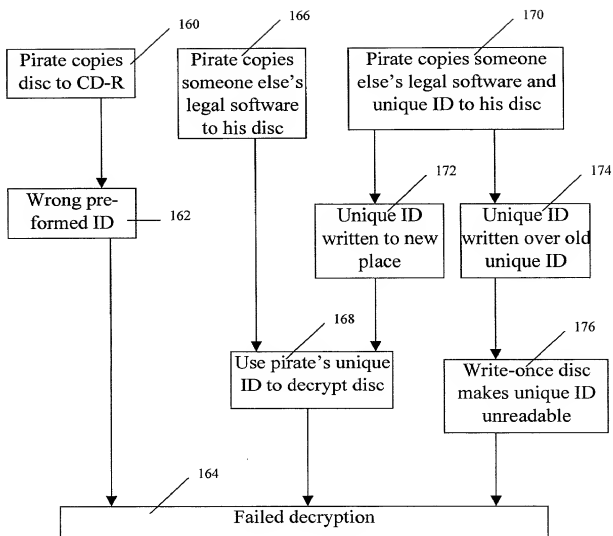 160
Pirate copies
disc to CD-R
166
Pirate copies
someone else's
legal software
to his disc
170
Pirate copies someone
else's legal software and
unique ID to his disc
Wrong pre-
formed ID
162
172
Unique ID
written to new
place
174
Unique ID
written over old
unique ID
168
Use pirate's unique
ID to decrypt disc
176
Write-once disc
makes unique ID
unreadable
164
Failed decryption